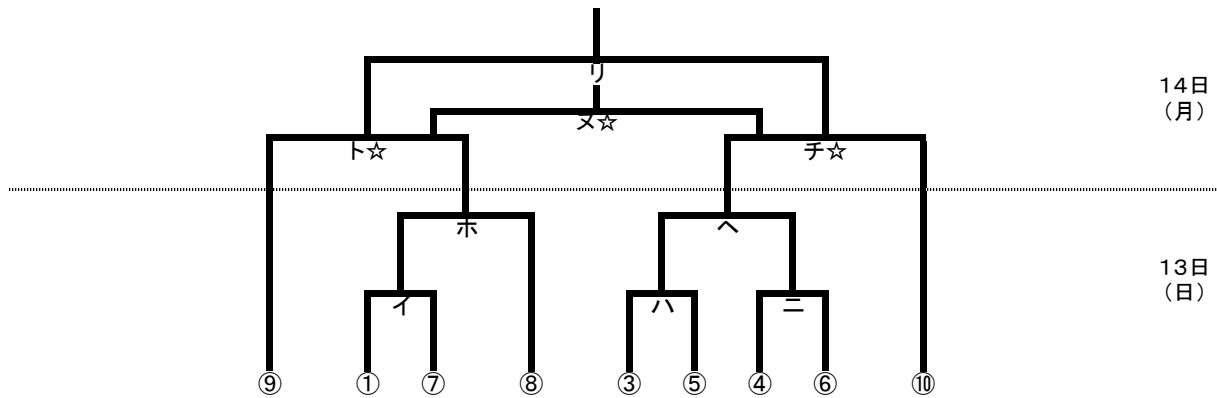 リ
14日
(月)
ヌ☆
ト☆
チ☆
ホ
ヘ
13日
(日)
イ
ハ
ニ
⑨
①
⑦
⑧
③
⑤
④
⑥
⑩